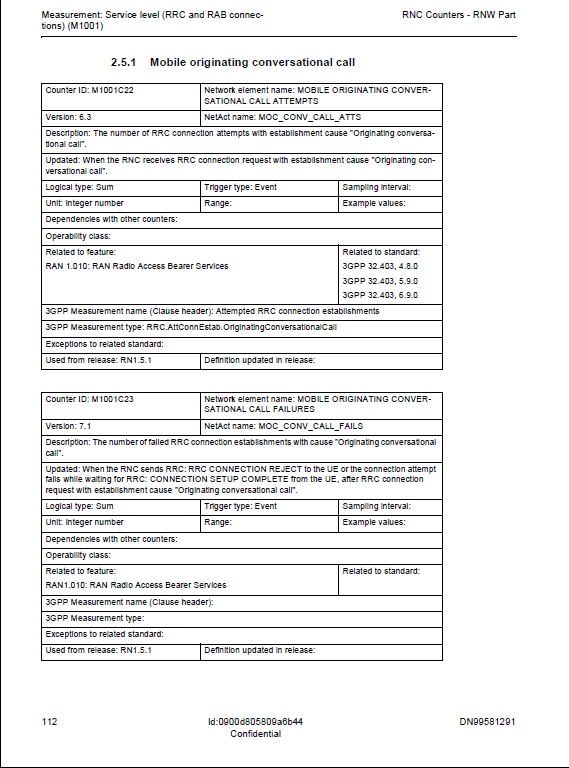 Measurement: Service level (RRC and RAB connec-
tions) (M1001)
RNC Counters - RNW Part
2.5.1 Mobile originating conversational call
Counter ID: M1001C22
Network element name: MOBILE ORIGINATING CONVER-
SATIONAL CALL ATTEMPTS
Version: 6.3
NetAct name: MOC_CONV_CALL_ATTS
Description: The number of RRC connection attempts with establishment cause "Originating conversa-
tional call".
Updated: When the RNC receives RRC connection request with establishment cause "Originating con-
versational call".
Logical type: Sum
Trigger type: Event
Sampling interval:
Unit: Integer number
Range:
Example values:
Dependencies with other counters:
Operability class:
Related to feature:
RAN 1.010: RAN Radio Access Bearer Services
Related to standard:
3GPP 32.403, 4.8.0
3GPP 32.403, 5.9.0
3GPP 32.403, 6.9.0
3GPP Measurement name (Clause header): Attempted RRC connection establishments
3GPP Measurement type: RRC.AttConnEstab.OriginatingConversationalCall
Exceptions to related standard:
Used from release: RN1.5.1
Definition updated in release:
Counter ID: M1001C23
Network element name: MOBILE ORIGINATING CONVER-
SATIONAL CALL FAILURES
Version: 7.1
NetAct name: MOC_CONV_CALL_FAILS
Description: The number of failed RRC connection establishments with cause "Originating conversational
call".
Updated: When the RNC sends RRC: RRC CONNECTION REJECT to the UE or the connection attempt
fails while waiting for RRC: CONNECTION SETUP COMPLETE from the UE, after RRC connection
request with establishment cause "Originating conversational call".
Logical type: Sum
Trigger type: Event
Sampling interval:
Unit: Integer number
Range:
Example values:
Dependencies with other counters:
Operability class:
Related to feature:
RAN1.010: RAN Radio Access Bearer Services
Related to standard:
3GPP Measurement name (Clause header):
3GPP Measurement type:
Exceptions to related standard:
Used from release: RN1.5.1
Definition updated in release:
112
Id:0900d805809a6b44
Confidential
DN99581291